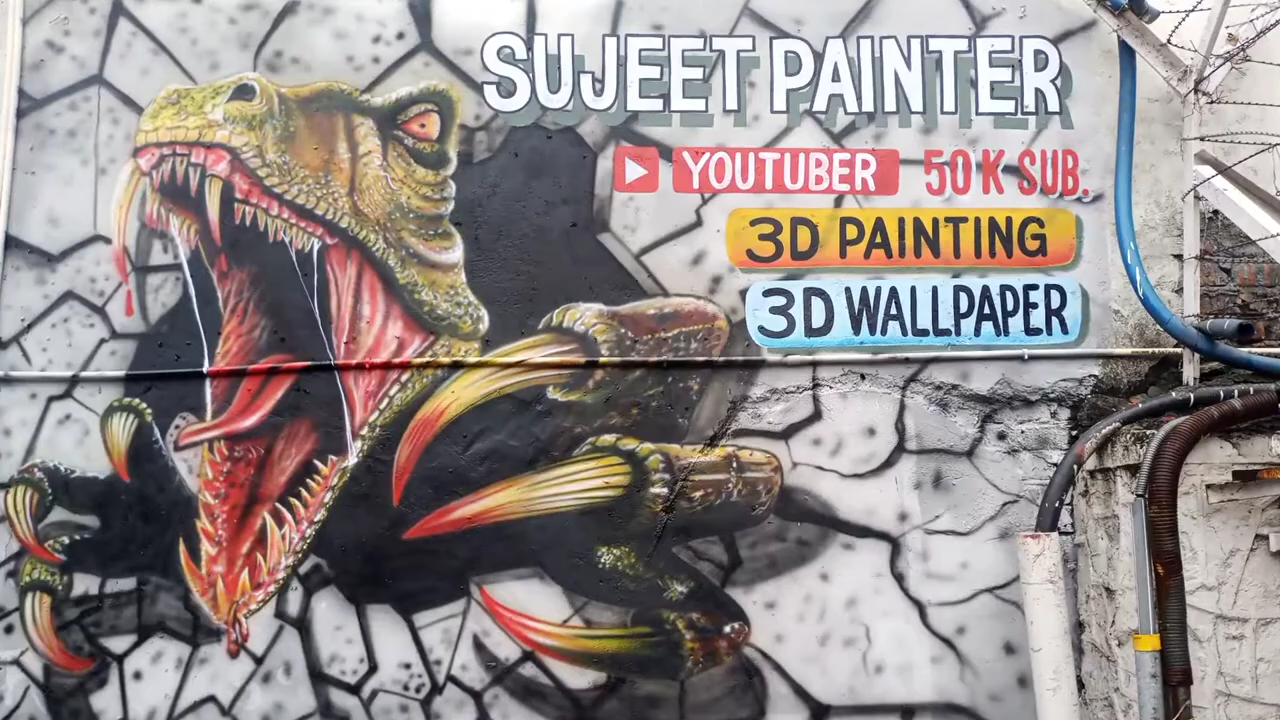 SUJEET PAINTER
YOUTUBER 50 K SUB.
3D PAINTING
3D WALLPAPER